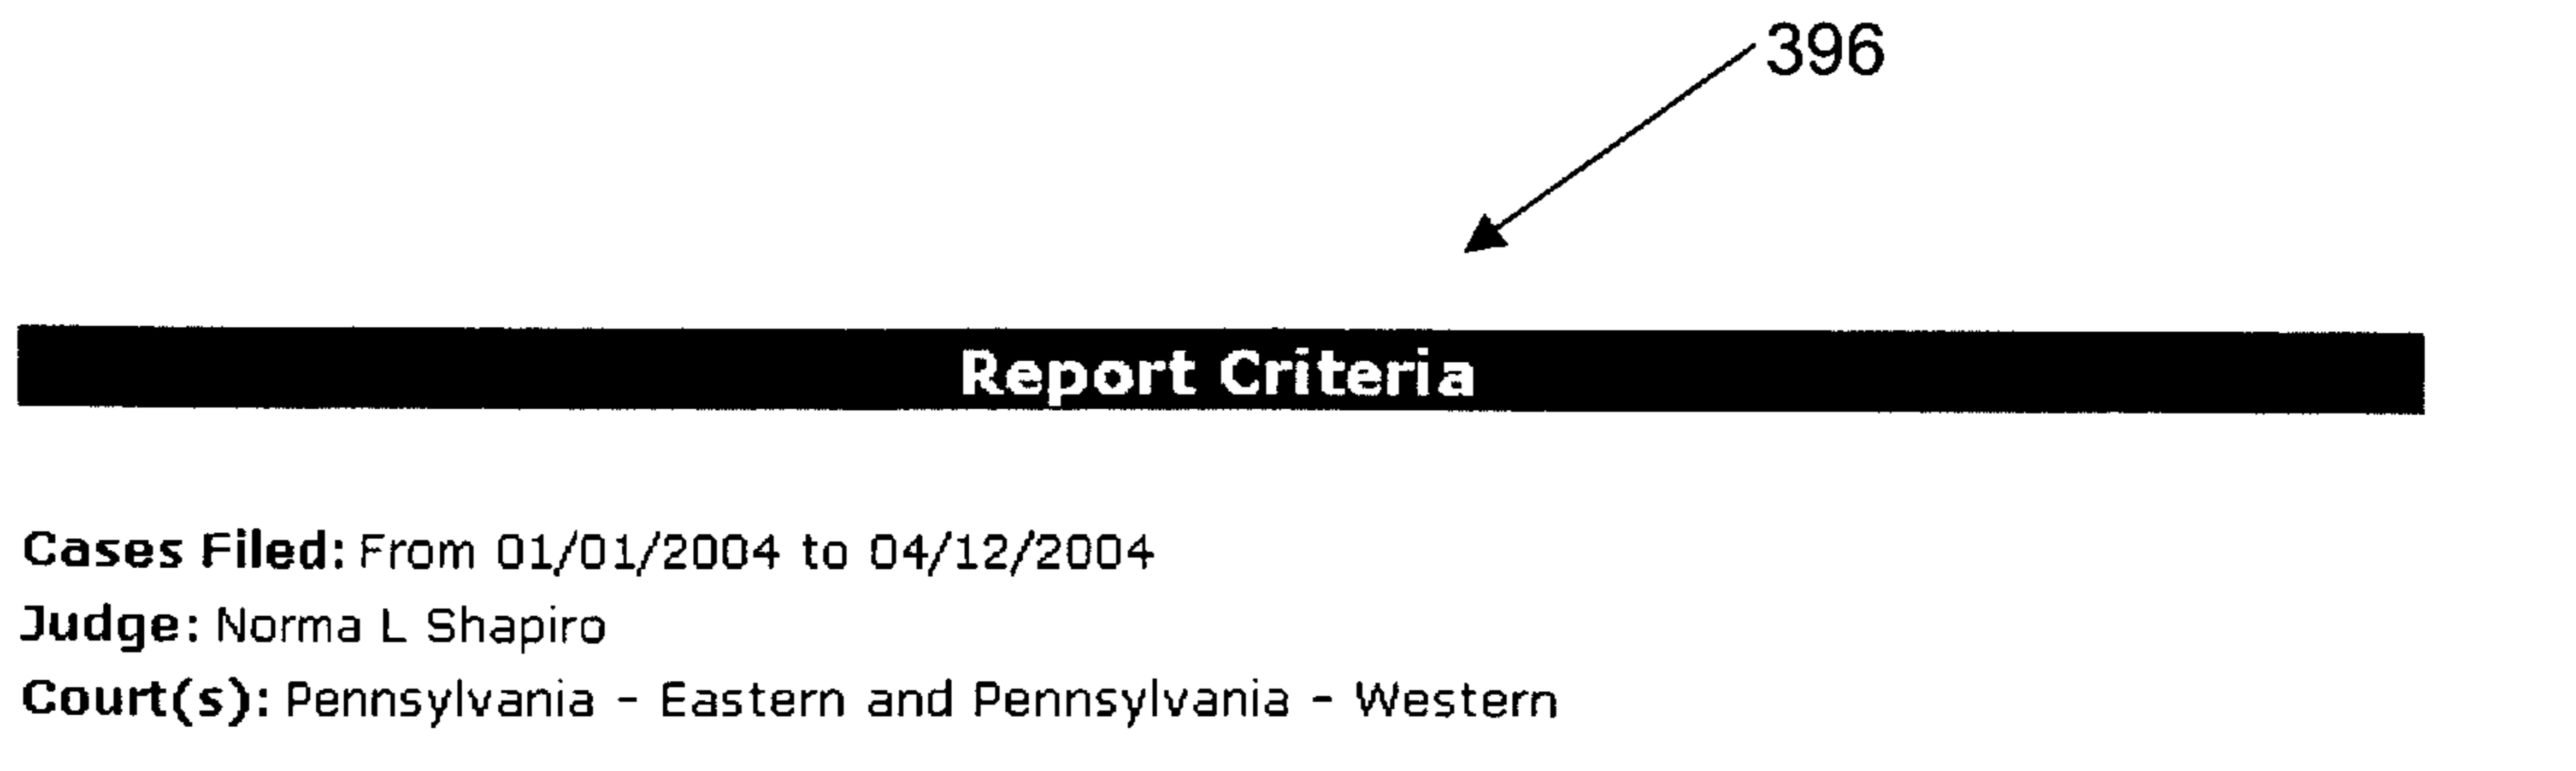 396
Report Criteria
Cases Filed: From 01/01/2004 to 04/12/2004
Judge: Norma L Shapiro
Court(s): Pennsylvania - Eastern and Pennsylvania - Western